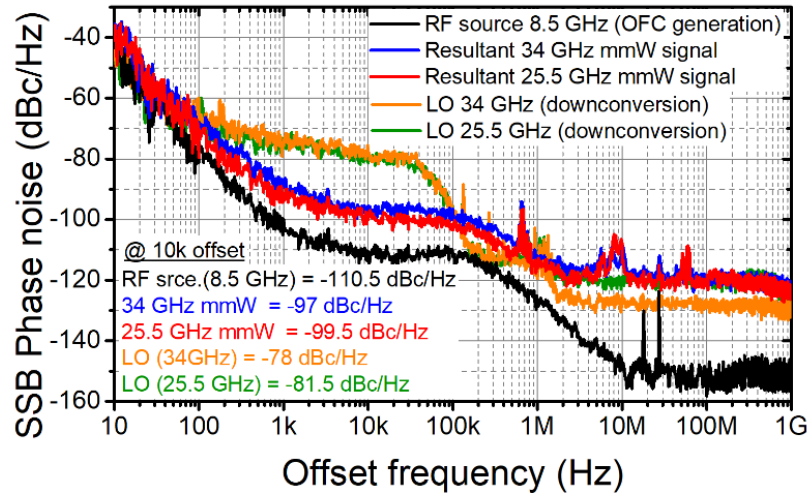 SSB Phase noise (dBc/Hz)
-40
-60
-80
-100
-120
-140
-160
RF source 8.5 GHz (OFC generation)
Resultant 34 GHz mmW signal
Resultant 25.5 GHz mmW signal
LO 34 GHz (downconversion)
LO 25.5 GHz (downconversion)
@ 10k offset
RF srce.(8.5 GHz) = -110.5 dBc/Hz
34 GHz mmW = -97 dBc/Hz
25.5 GHz mmW = -99.5 dBc/Hz
LO (34GHz) = -78 dBc/Hz
LO (25.5 GHz) = -81.5 dBc/Hz
10 100 1k 10k 100k 1M 10M 100M 1G
Offset frequency (Hz)